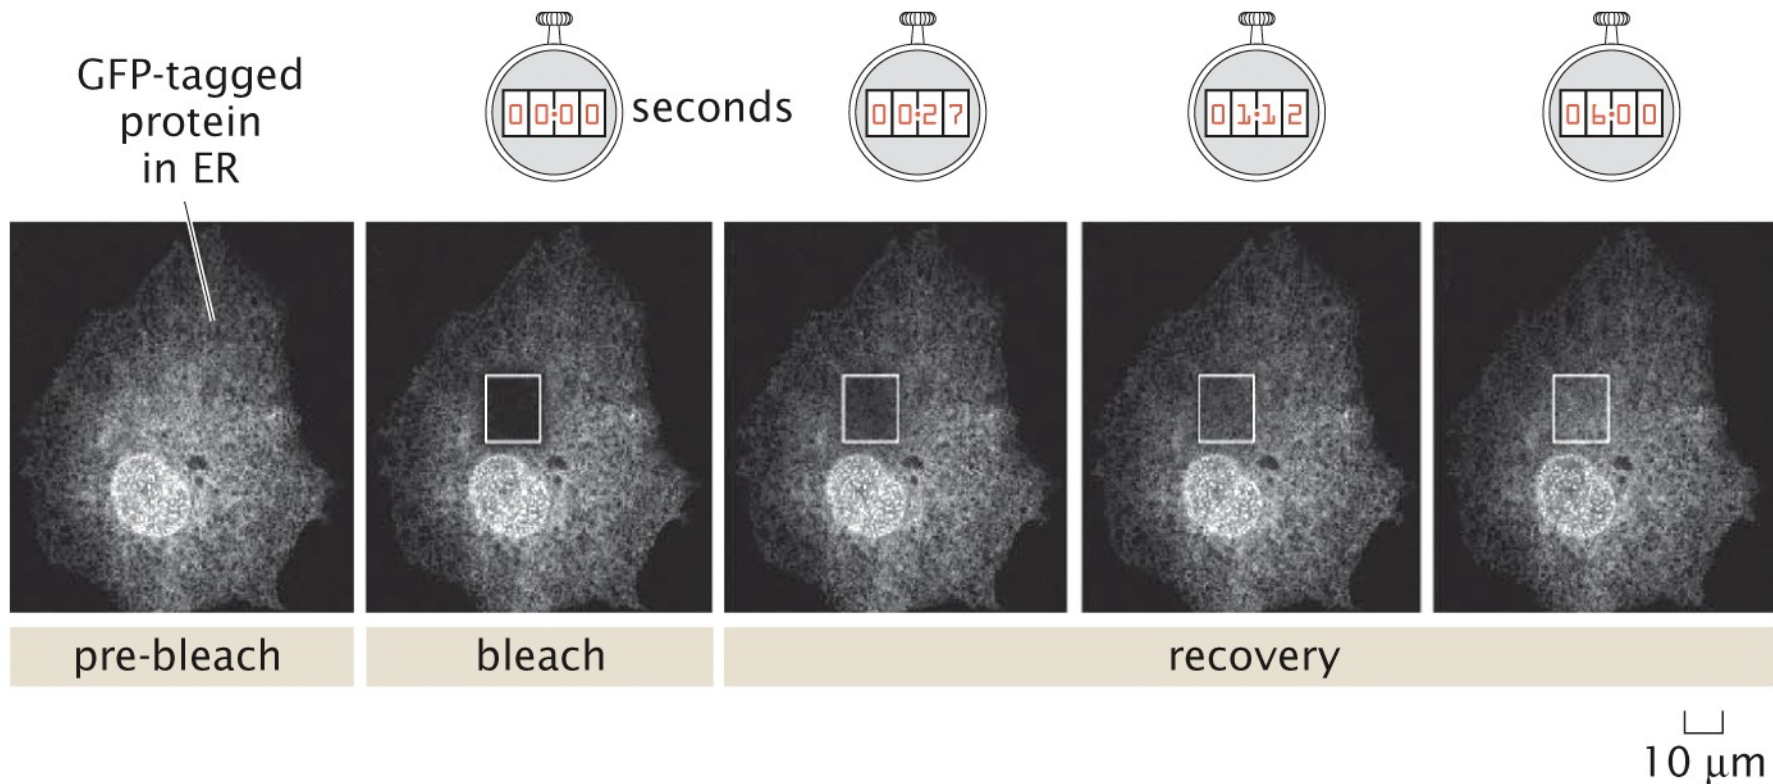 GFP-tagged
protein
in ER
00:00 seconds
00:27
01:12
06:00
pre-bleach
bleach
recovery
10 μm